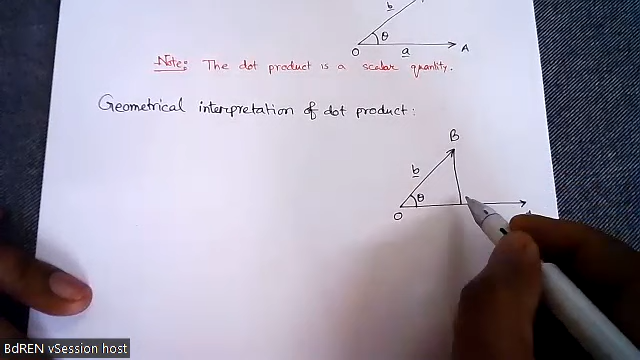 b
θ
O
a
A
Note: The dot product is a scalar quantity.
Geometrical interpretation of dot product:
B
b
θ
O
BdREN vSession host